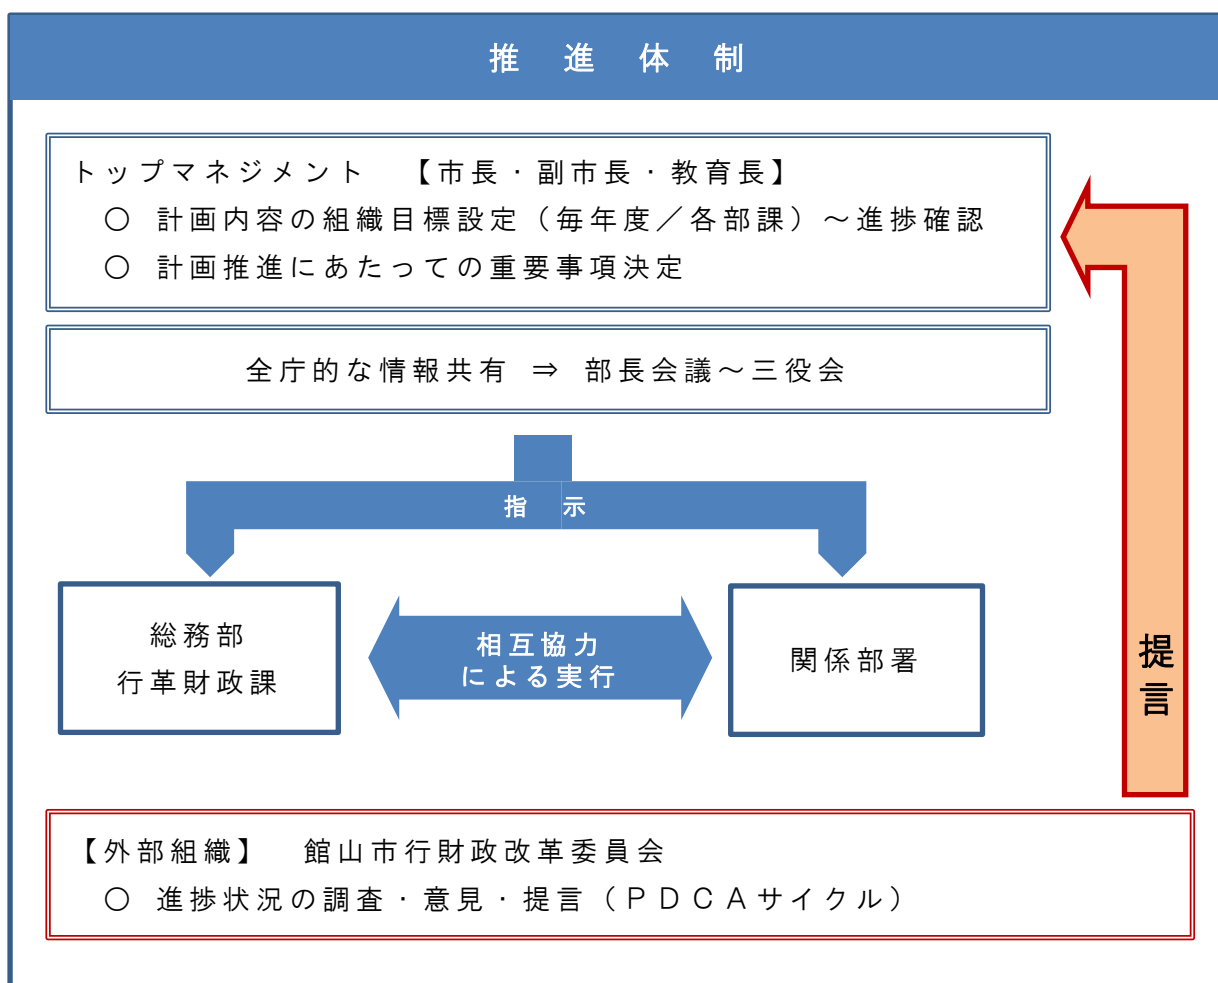 推進体制
トップマネジメント 【市長・副市長・教育長】
○ 計画内容の組織目標設定（毎年度／各部課）～進捗確認
○ 計画推進にあたっての重要事項決定
全庁的な情報共有 ⇒ 部長会議～三役会
指示
総務部
行革財政課
相互協力
による実行
関係部署
提言
【外部組織】 館山市行財政改革委員会
○ 進捗状況の調査・意見・提言（ＰＤＣＡサイクル）